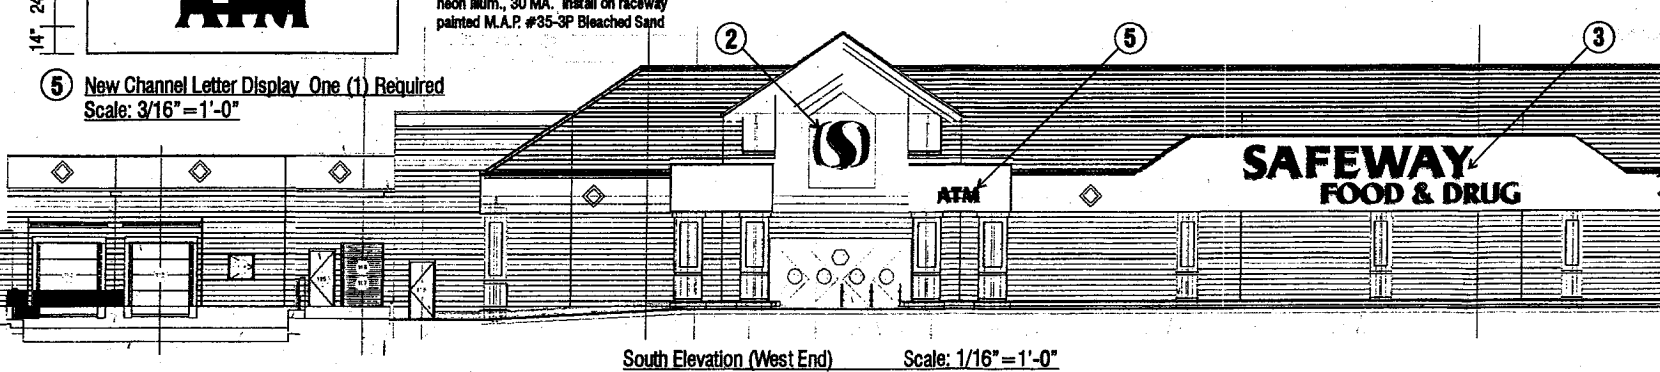 24
14"
ATM
neon illum., 30 MA. Install on raceway
painted M.A.P. #35-3P Bleached Sand
5 New Channel Letter Display One (1) Required
Scale: 3/16"=1'-0"
2
5
3
S
ATM
SAFEWAY
FOOD & DRUG
South Elevation (West End) Scale: 1/16"=1'-0"